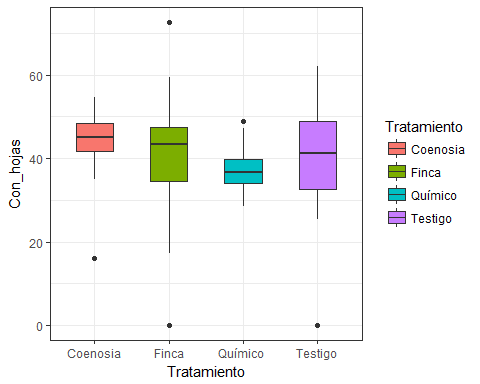 Con_hojas
60
40
20
0
Coenosia Finca Químico Testigo
Tratamiento
Tratamiento
Coenosia
Finca
Químico
Testigo